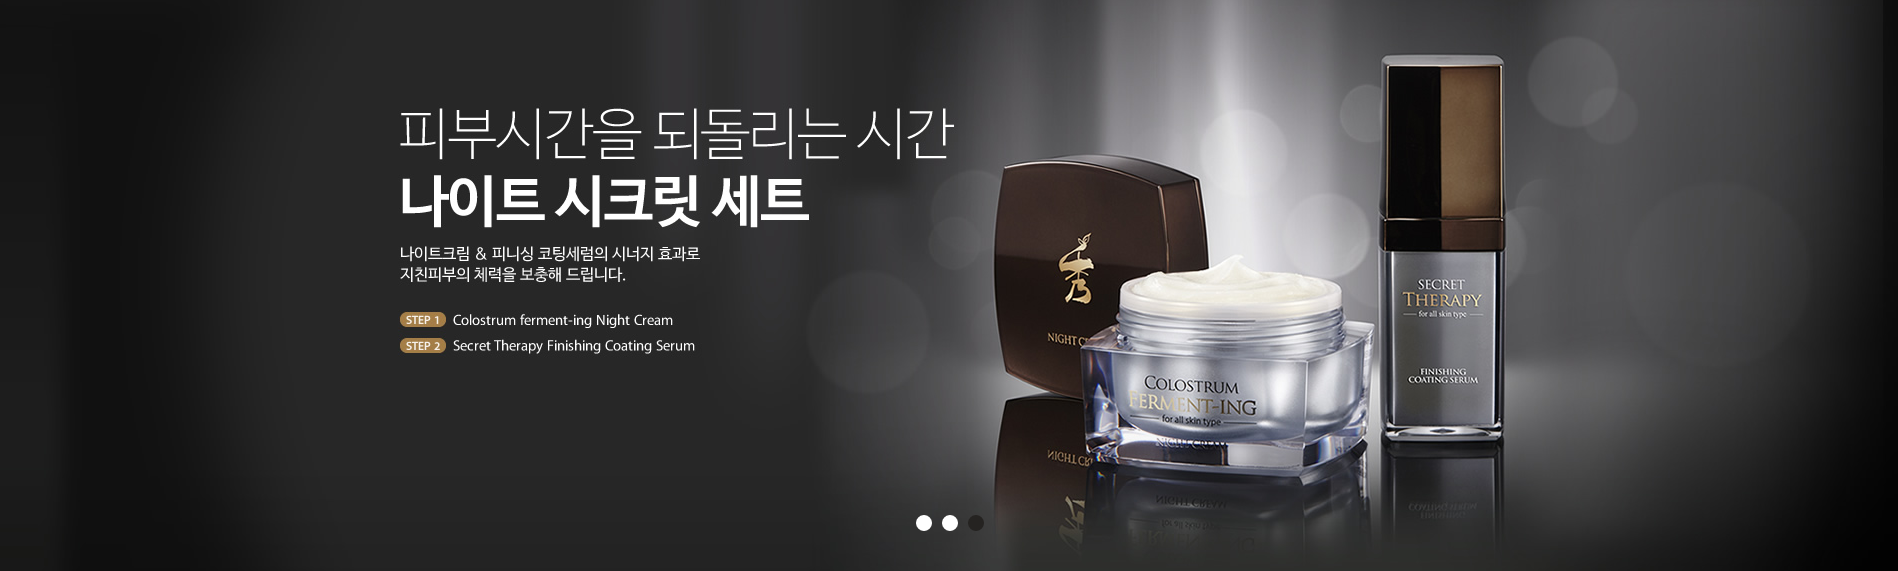 피부시간을 되돌리는 시간
나이트 시크릿 세트
나이트크림 & 피니싱 코팅세럼의 시너지 효과로
지친피부의 체력을 보충해 드립니다.
STEP 1 Colostrum ferment-ing Night Cream
STEP 2 Secret Therapy Finishing Coating Serum
秀
NIGHT
COLOSTRUM
FERMENT-ING
for all skin type
NIGHT CREAM
SECRET
THERAPY
for all skin type
FINISHING
COATING SERUM